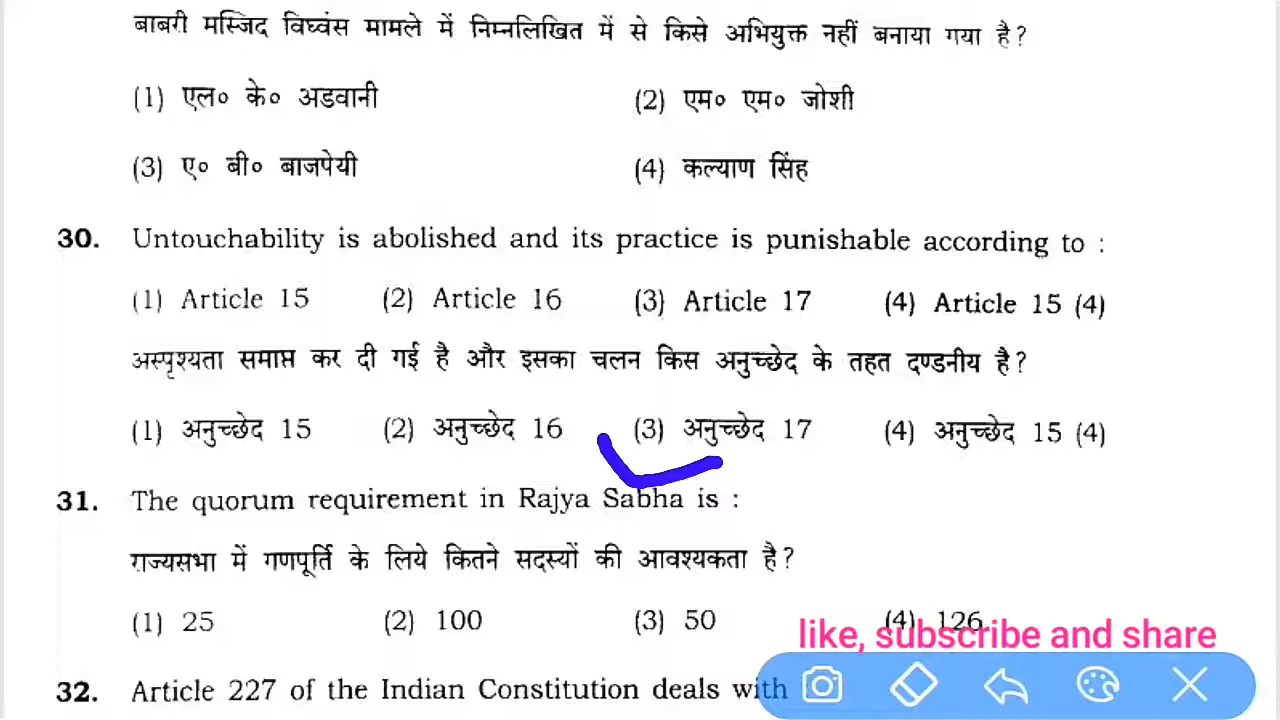 बाबरी मस्जिद विघ्वंस मामले में निम्नलिखित में से किसे अभियुक्त नहीं बनाया गया है?
(1) एल० के० अडवानी (2) एम० एम० जोशी
(3) ए० बी० बाजपेयी (4) कल्याण सिंह
30. Untouchability is abolished and its practice is punishable according to :
(1) Article 15 (2) Article 16 (3) Article 17 (4) Article 15 (4)
अस्पृश्यता समाप्त कर दी गई है और इसका चलन किस अनुच्छेद के तहत दण्डनीय है?
(1) अनुच्छेद 15 (2) अनुच्छेद 16 (3) अनुच्छेद 17 (4) अनुच्छेद 15 (4)
31. The quorum requirement in Rajya Sabha is :
राज्यसभा में गणपूर्ति के लिये कितने सदस्यों की आवश्यकता है?
(1) 25 (2) 100 (3) 50 (4) 126
like, subscribe and share
32. Article 227 of the Indian Constitution deals with